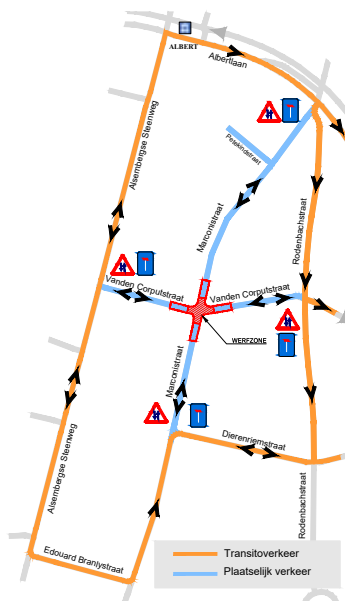 ALBERT
Albertlaan
Alsembergse Steenweg
Petekindstraat
Marconistraat
Rodenbachstraat
Vanden Corputstraat
Vanden Corputstraat
WERFZONE
Marconistraat
Dierenriemstraat
Alsembergse Steenweg
Rodenbachstraat
Edouard Branlystraat
Transitoverkeer
Plaatselijk verkeer